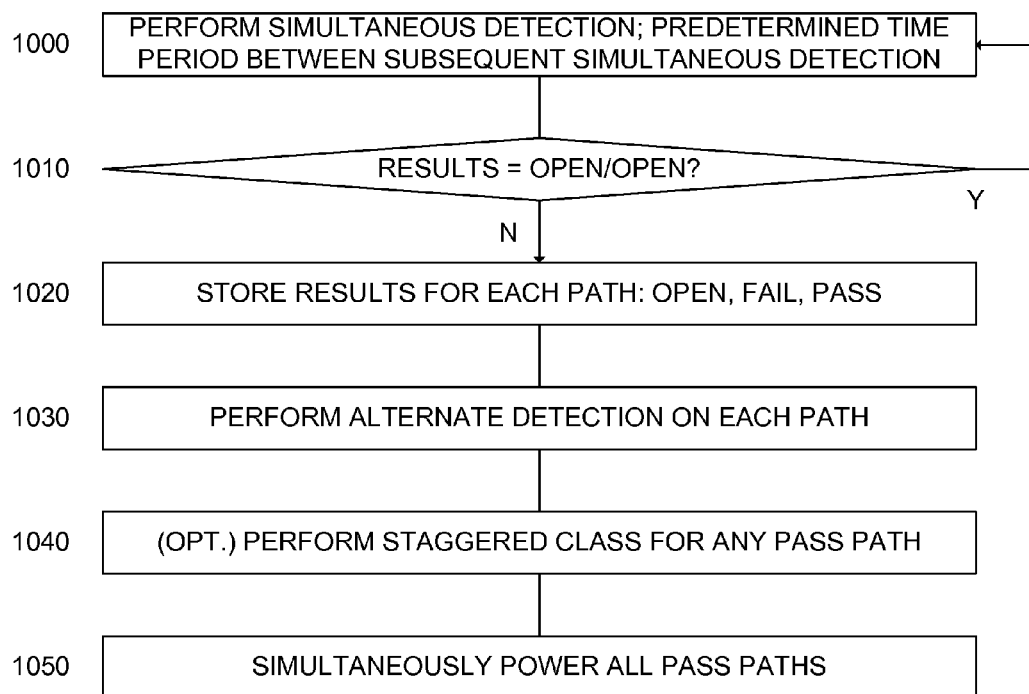 1000
PERFORM SIMULTANEOUS DETECTION; PREDETERMINED TIME
PERIOD BETWEEN SUBSEQUENT SIMULTANEOUS DETECTION
1010
RESULTS = OPEN/OPEN?
Y
N
1020
STORE RESULTS FOR EACH PATH: OPEN, FAIL, PASS
1030
PERFORM ALTERNATE DETECTION ON EACH PATH
1040
(OPT.) PERFORM STAGGERED CLASS FOR ANY PASS PATH
1050
SIMULTANEOUSLY POWER ALL PASS PATHS